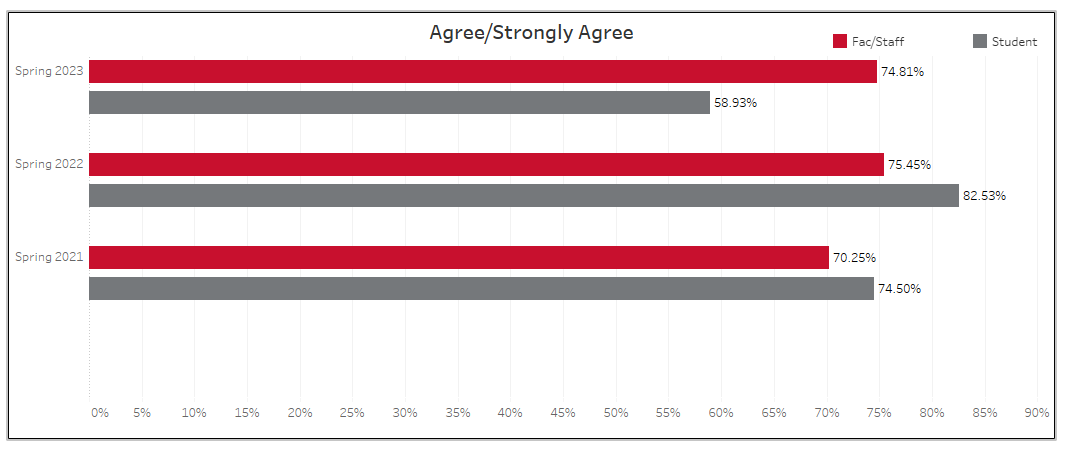 Agree/Strongly Agree
Fac/Staff Student
Spring 2023 74.81%
58.93%
Spring 2022 75.45%
82.53%
Spring 2021 70.25%
74.50%
0% 5% 10% 15% 20% 25% 30% 35% 40% 45% 50% 55% 60% 65% 70% 75% 80% 85% 90%